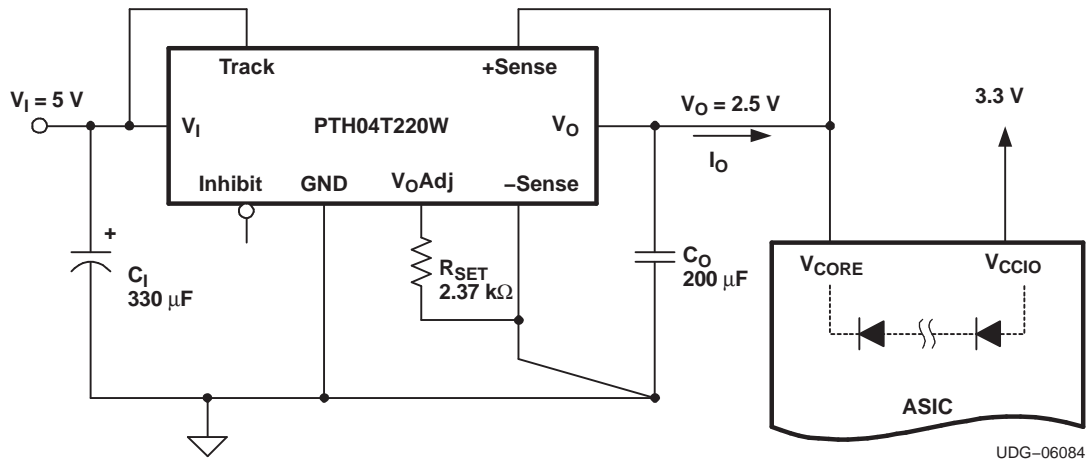 Track
+Sense
V_I = 5 V
V_I
PTH04T220W
V_O
V_O = 2.5 V
I_O
3.3 V
Inhibit
GND
V_OAdj
−Sense
+
C_I
330 μF
R_SET
2.37 kΩ
C_O
200 μF
V_CORE
V_CCIO
ASIC
UDG−06084